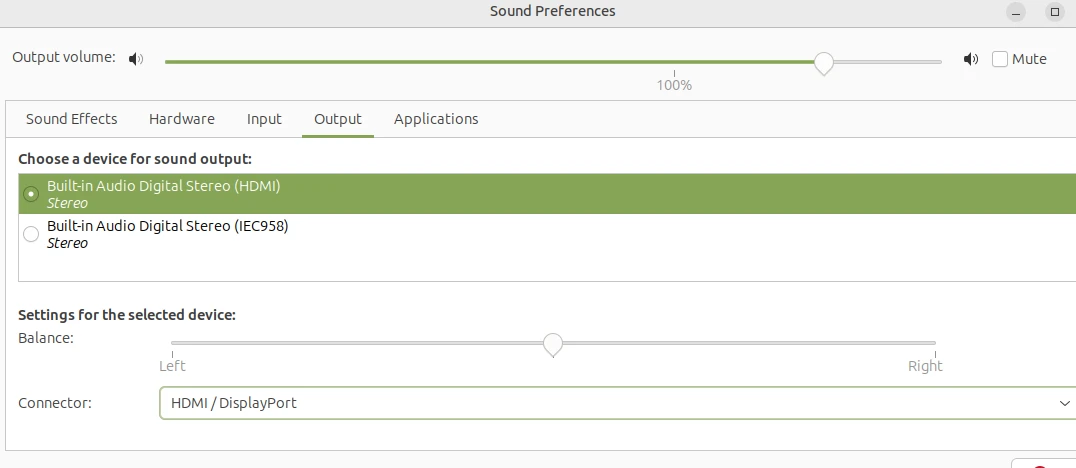 Sound Preferences
Output volume:
Mute
100%
Sound Effects
Hardware
Input
Output
Applications
Choose a device for sound output:
Built-in Audio Digital Stereo (HDMI)
Stereo
Built-in Audio Digital Stereo (IEC958)
Stereo
Settings for the selected device:
Balance:
Left
Right
Connector:
HDMI / DisplayPort